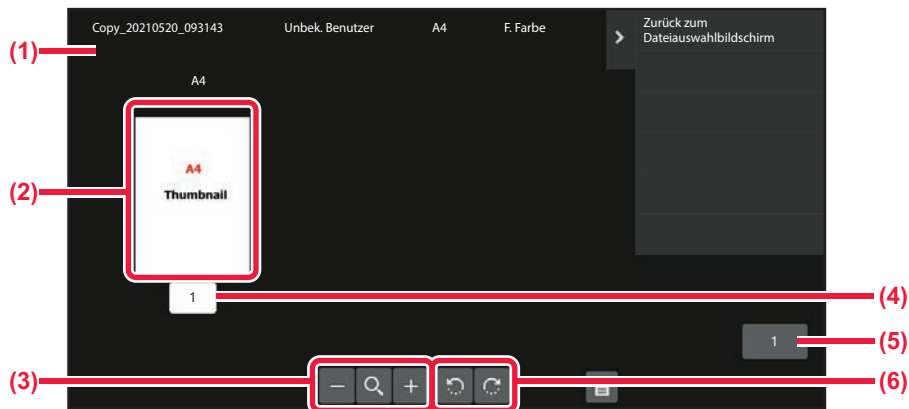 Copy_20210520_093143 Unbek. Benutzer A4 F. Farbe
Zurück zum
Dateiauswahlbildschirm
(1)
A4
(2)
A4
Thumbnail
1
(4)
1
(5)
(3)
(6)